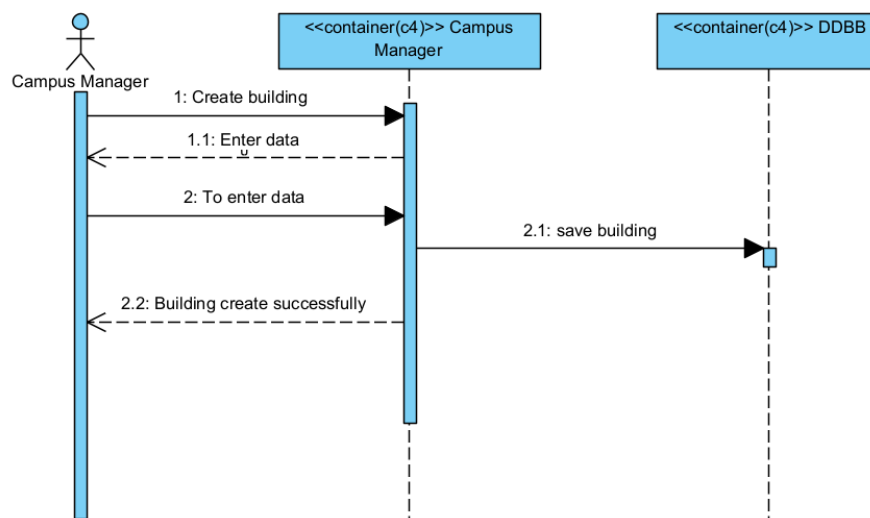 <<container(c4)>> Campus
Manager
<<container(c4)>> DDBB
Campus Manager
1: Create building
1.1: Enter data
2: To enter data
2.1: save building
2.2: Building create successfully